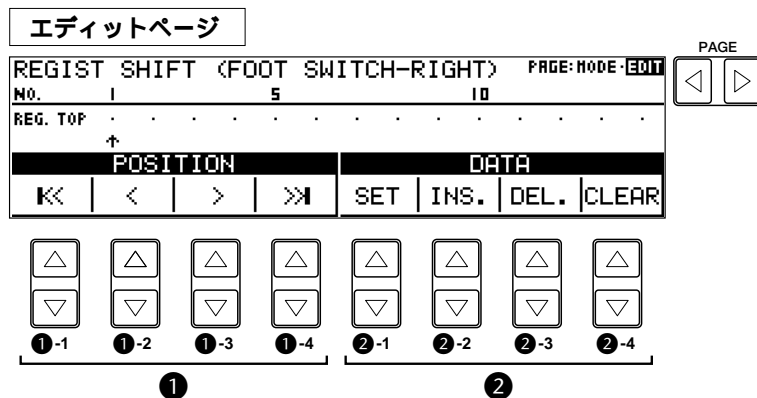 エディットページ
PAGE
REGIST SHIFT (FOOT SWITCH-RIGHT) PAGE:MODE·EDIT
NO. 1 5 10
REG. TOP · · · · · · · · · · · · · ·
↑
POSITION DATA
|<< < > >>| SET INS. DEL. CLEAR
❶-1 ❶-2 ❶-3 ❶-4 ❷-1 ❷-2 ❷-3 ❷-4
❶ ❷